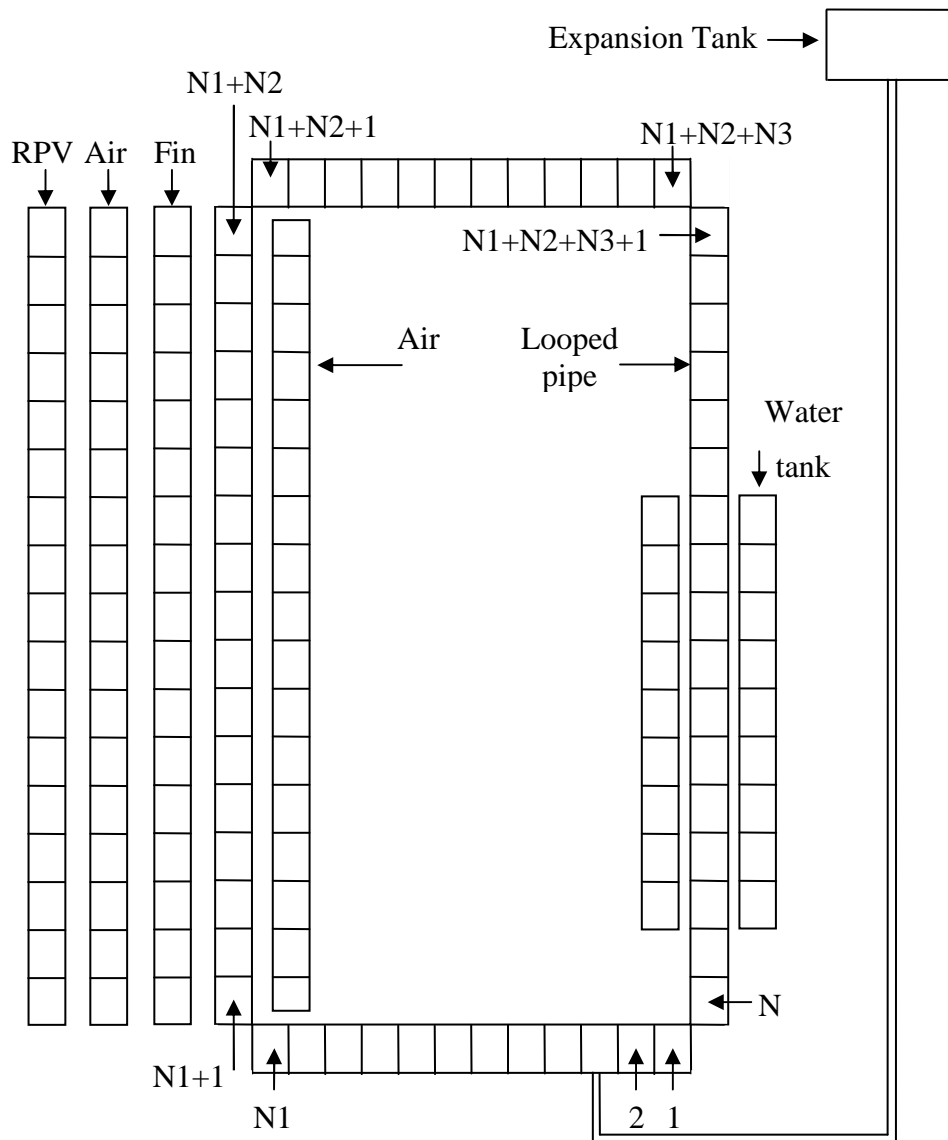 Expansion Tank
N1+N2
N1+N2+1
N1+N2+N3
RPV Air Fin
N1+N2+N3+1
Air
Looped
pipe
Water
tank
N
N1+1
N1
2 1